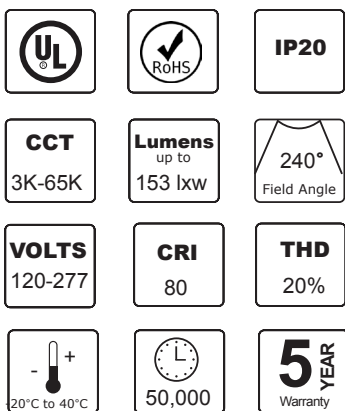 UL
®
RoHS
IP20
CCT
3K-65K
Lumens
up to
153 lxw
240°
Field Angle
VOLTS
120-277
CRI
80
THD
20%
- +
-20°C to 40°C
50,000
5 YEAR
Warranty